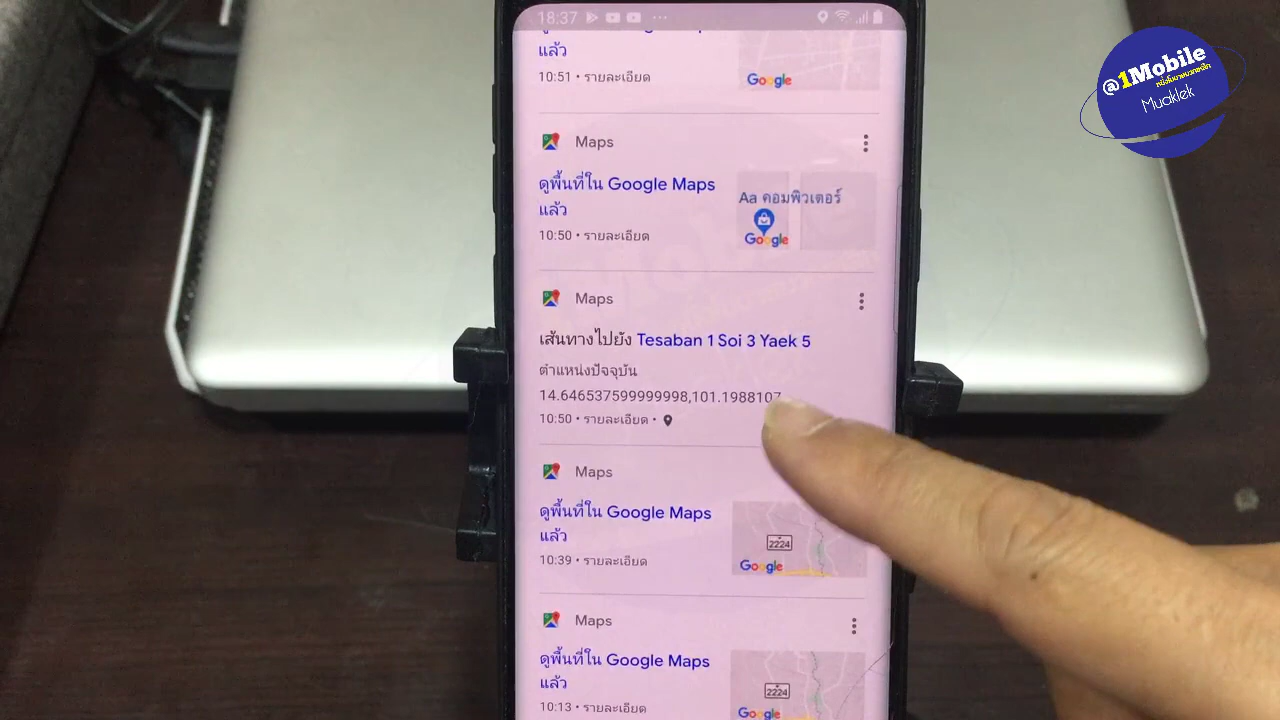 18:37
แล้ว
10:51 • รายละเอียด
Google
@1Mobile
Muaklek
Maps
ดูพื้นที่ใน Google Maps
แล้ว
10:50 • รายละเอียด
Aa คอมพิวเตอร์
Google
Maps
เส้นทางไปยัง Tesaban 1 Soi 3 Yaek 5
ตำแหน่งปัจจุบัน
14.646537599999998,101.1988107
10:50 • รายละเอียด •
Maps
ดูพื้นที่ใน Google Maps
แล้ว
10:39 • รายละเอียด
2224
Google
Maps
ดูพื้นที่ใน Google Maps
แล้ว
10:13 • รายละเอียด
2224
Google